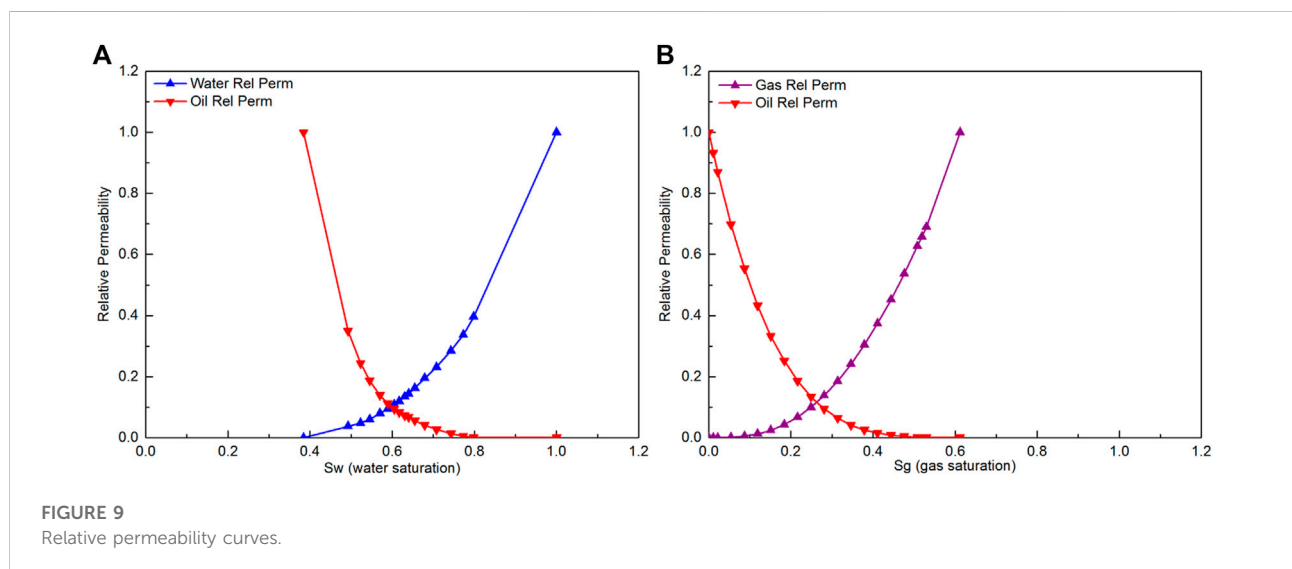 A
B
1.2
Water Rel Perm
Oil Rel Perm
1.0
0.8
0.6
0.4
0.2
0.0
Relative Permeability
0.0 0.2 0.4 0.6 0.8 1.0 1.2
Sw (water saturation)
1.2
Gas Rel Perm
Oil Rel Perm
1.0
0.8
0.6
0.4
0.2
0.0
Relative Permeability
0.0 0.2 0.4 0.6 0.8 1.0 1.2
Sg (gas saturation)
FIGURE 9
Relative permeability curves.